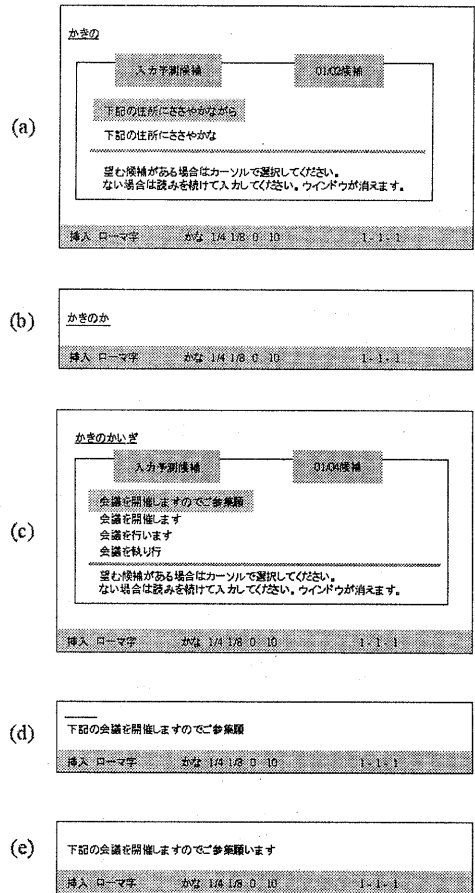 (a)
かきの
入力予測候補 01/02候補
下記の住所にささやかながら
下記の住所にささやかな
望む候補がある場合はカーソルで選択してください。
ない場合は読みを続けて入力してください。ウインドウが消えます。
挿入 ローマ字 かな 1/4 1/8 0 10 1-1-1
(b)
かきのか
挿入 ローマ字 かな 1/4 1/8 0 10 1-1-1
(c)
かきのかいぎ
入力予測候補 01/04候補
会議を開催しますのでご参集願
会議を開催します
会議を行います
会議を執り行
望む候補がある場合はカーソルで選択してください。
ない場合は読みを続けて入力してください。ウインドウが消えます。
挿入 ローマ字 かな 1/4 1/8 0 10 1-1-1
(d)
下記の会議を開催しますのでご参集願
挿入 ローマ字 かな 1/4 1/8 0 10 1-1-1
(e)
下記の会議を開催しますのでご参集願います
挿入 ローマ字 かな 1/4 1/8 0 10 1-1-1